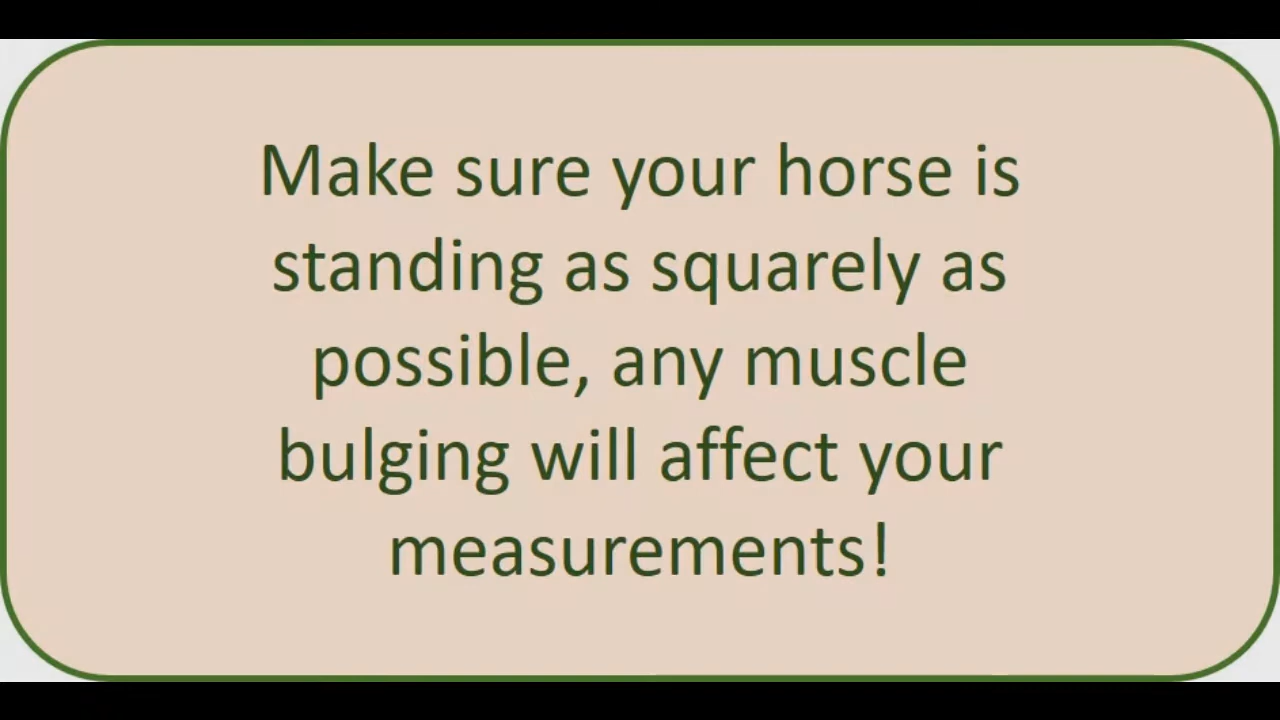 Make sure your horse is
standing as squarely as
possible, any muscle
bulging will affect your
measurements!